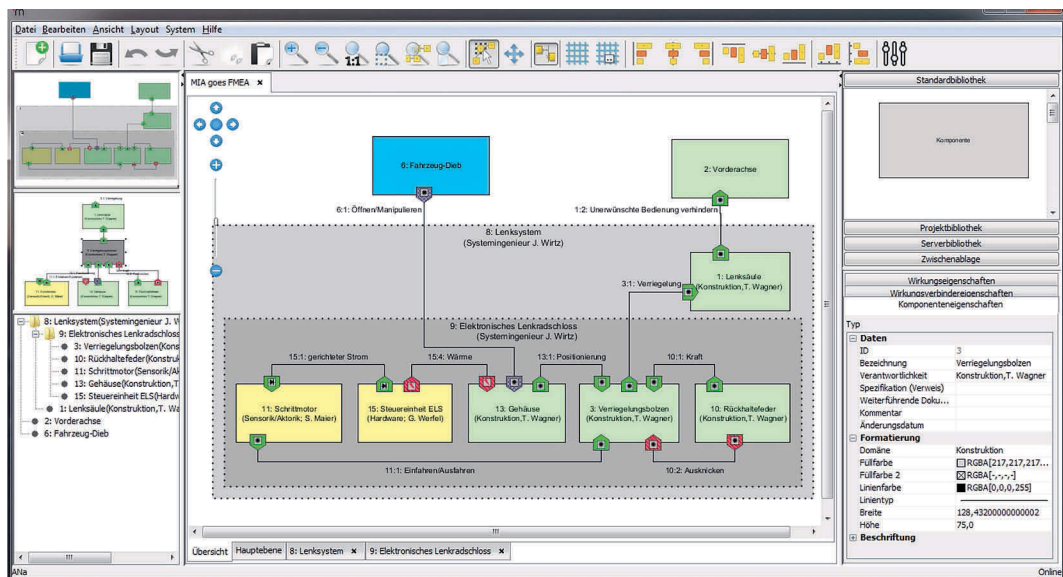 Datei Bearbeiten Ansicht Layout System Hilfe
1:1
MIA goes FMEA
6: Fahrzeug-Dieb
2: Vorderachse
6:1: Öffnen/Manipulieren
1:2: Unerwünschte Bedienung verhindern
8: Lenksystem
(Systemingenieur J. Wirtz)
1: Lenksäule
(Konstruktion,T. Wagner)
3:1: Verriegelung
9: Elektronisches Lenkradschloss
(Systemingenieur J. Wirtz)
15:1: gerichteter Strom
15:4: Wärme
13:1: Positionierung
10:1: Kraft
11: Schrittmotor
(Sensorik/Aktorik; S. Maier)
15: Steuereinheit ELS
(Hardware; G. Werfel)
13: Gehäuse
(Konstruktion,T. Wagner)
3: Verriegelungsbolzen
(Konstruktion,T. Wagner)
10: Rückhaltefeder
(Konstruktion,T. Wagner)
11:1: Einfahren/Ausfahren
10:2: Ausknicken
Übersicht
Hauptebene
8: Lenksystem
9: Elektronisches Lenkradschloss
8: Lenksystem(Systemingenieur J. W
9: Elektronisches Lenkradschloss
3: Verriegelungsbolzen(Kons
10: Rückhaltefeder(Konstruk
11: Schrittmotor(Sensorik/Ak
13: Gehäuse(Konstruktion,T
15: Steuereinheit ELS(Hardw
1: Lenksäule(Konstruktion,T. Wa
2: Vorderachse
6: Fahrzeug-Dieb
Standardbibliothek
Komponente
Projektbibliothek
Serverbibliothek
Zwischenablage
Wirkungseigenschaften
Wirkungsverbindereigenschaften
Komponenteneigenschaften
Typ
Daten
ID 3
Bezeichnung Verriegelungsbolzen
Verantwortlichkeit Konstruktion,T. Wagner
Spezifikation (Verweis)
Weiterführende Doku...
Kommentar
Änderungsdatum
Formatierung
Domäne Konstruktion
Füllfarbe RGBA[217,217,217...
Füllfarbe 2 RGBA[-,-,-,-]
Linienfarbe RGBA[0,0,0,255]
Linientyp
Breite 128,43200000000002
Höhe 75,0
Beschriftung
ANa
Online